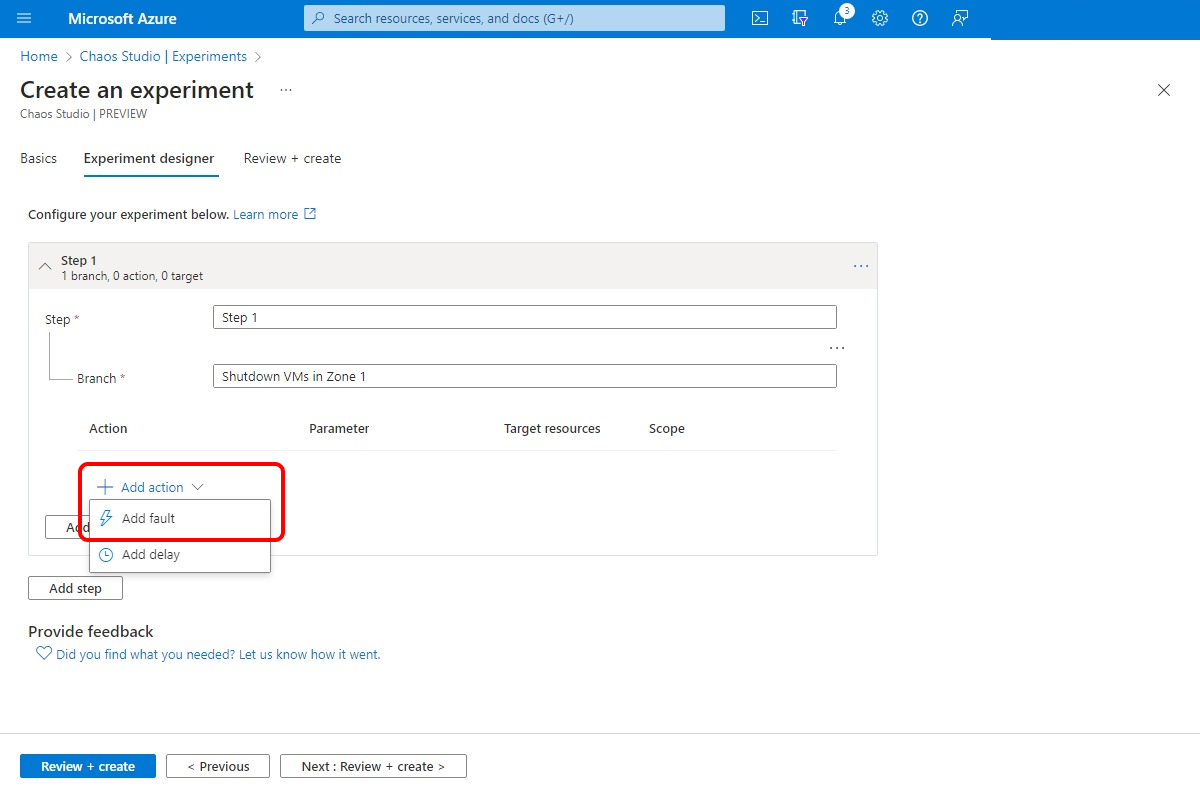 Microsoft Azure
Search resources, services, and docs (G+/)
3
Home > Chaos Studio | Experiments >
Create an experiment ...
Chaos Studio | PREVIEW
Basics
Experiment designer
Review + create
Configure your experiment below. Learn more
Step 1
1 branch, 0 action, 0 target
Step *
Step 1
Branch *
Shutdown VMs in Zone 1
Action
Parameter
Target resources
Scope
Add action
Add fault
Add
Add delay
Add step
Provide feedback
Did you find what you needed? Let us know how it went.
Review + create
< Previous
Next : Review + create >